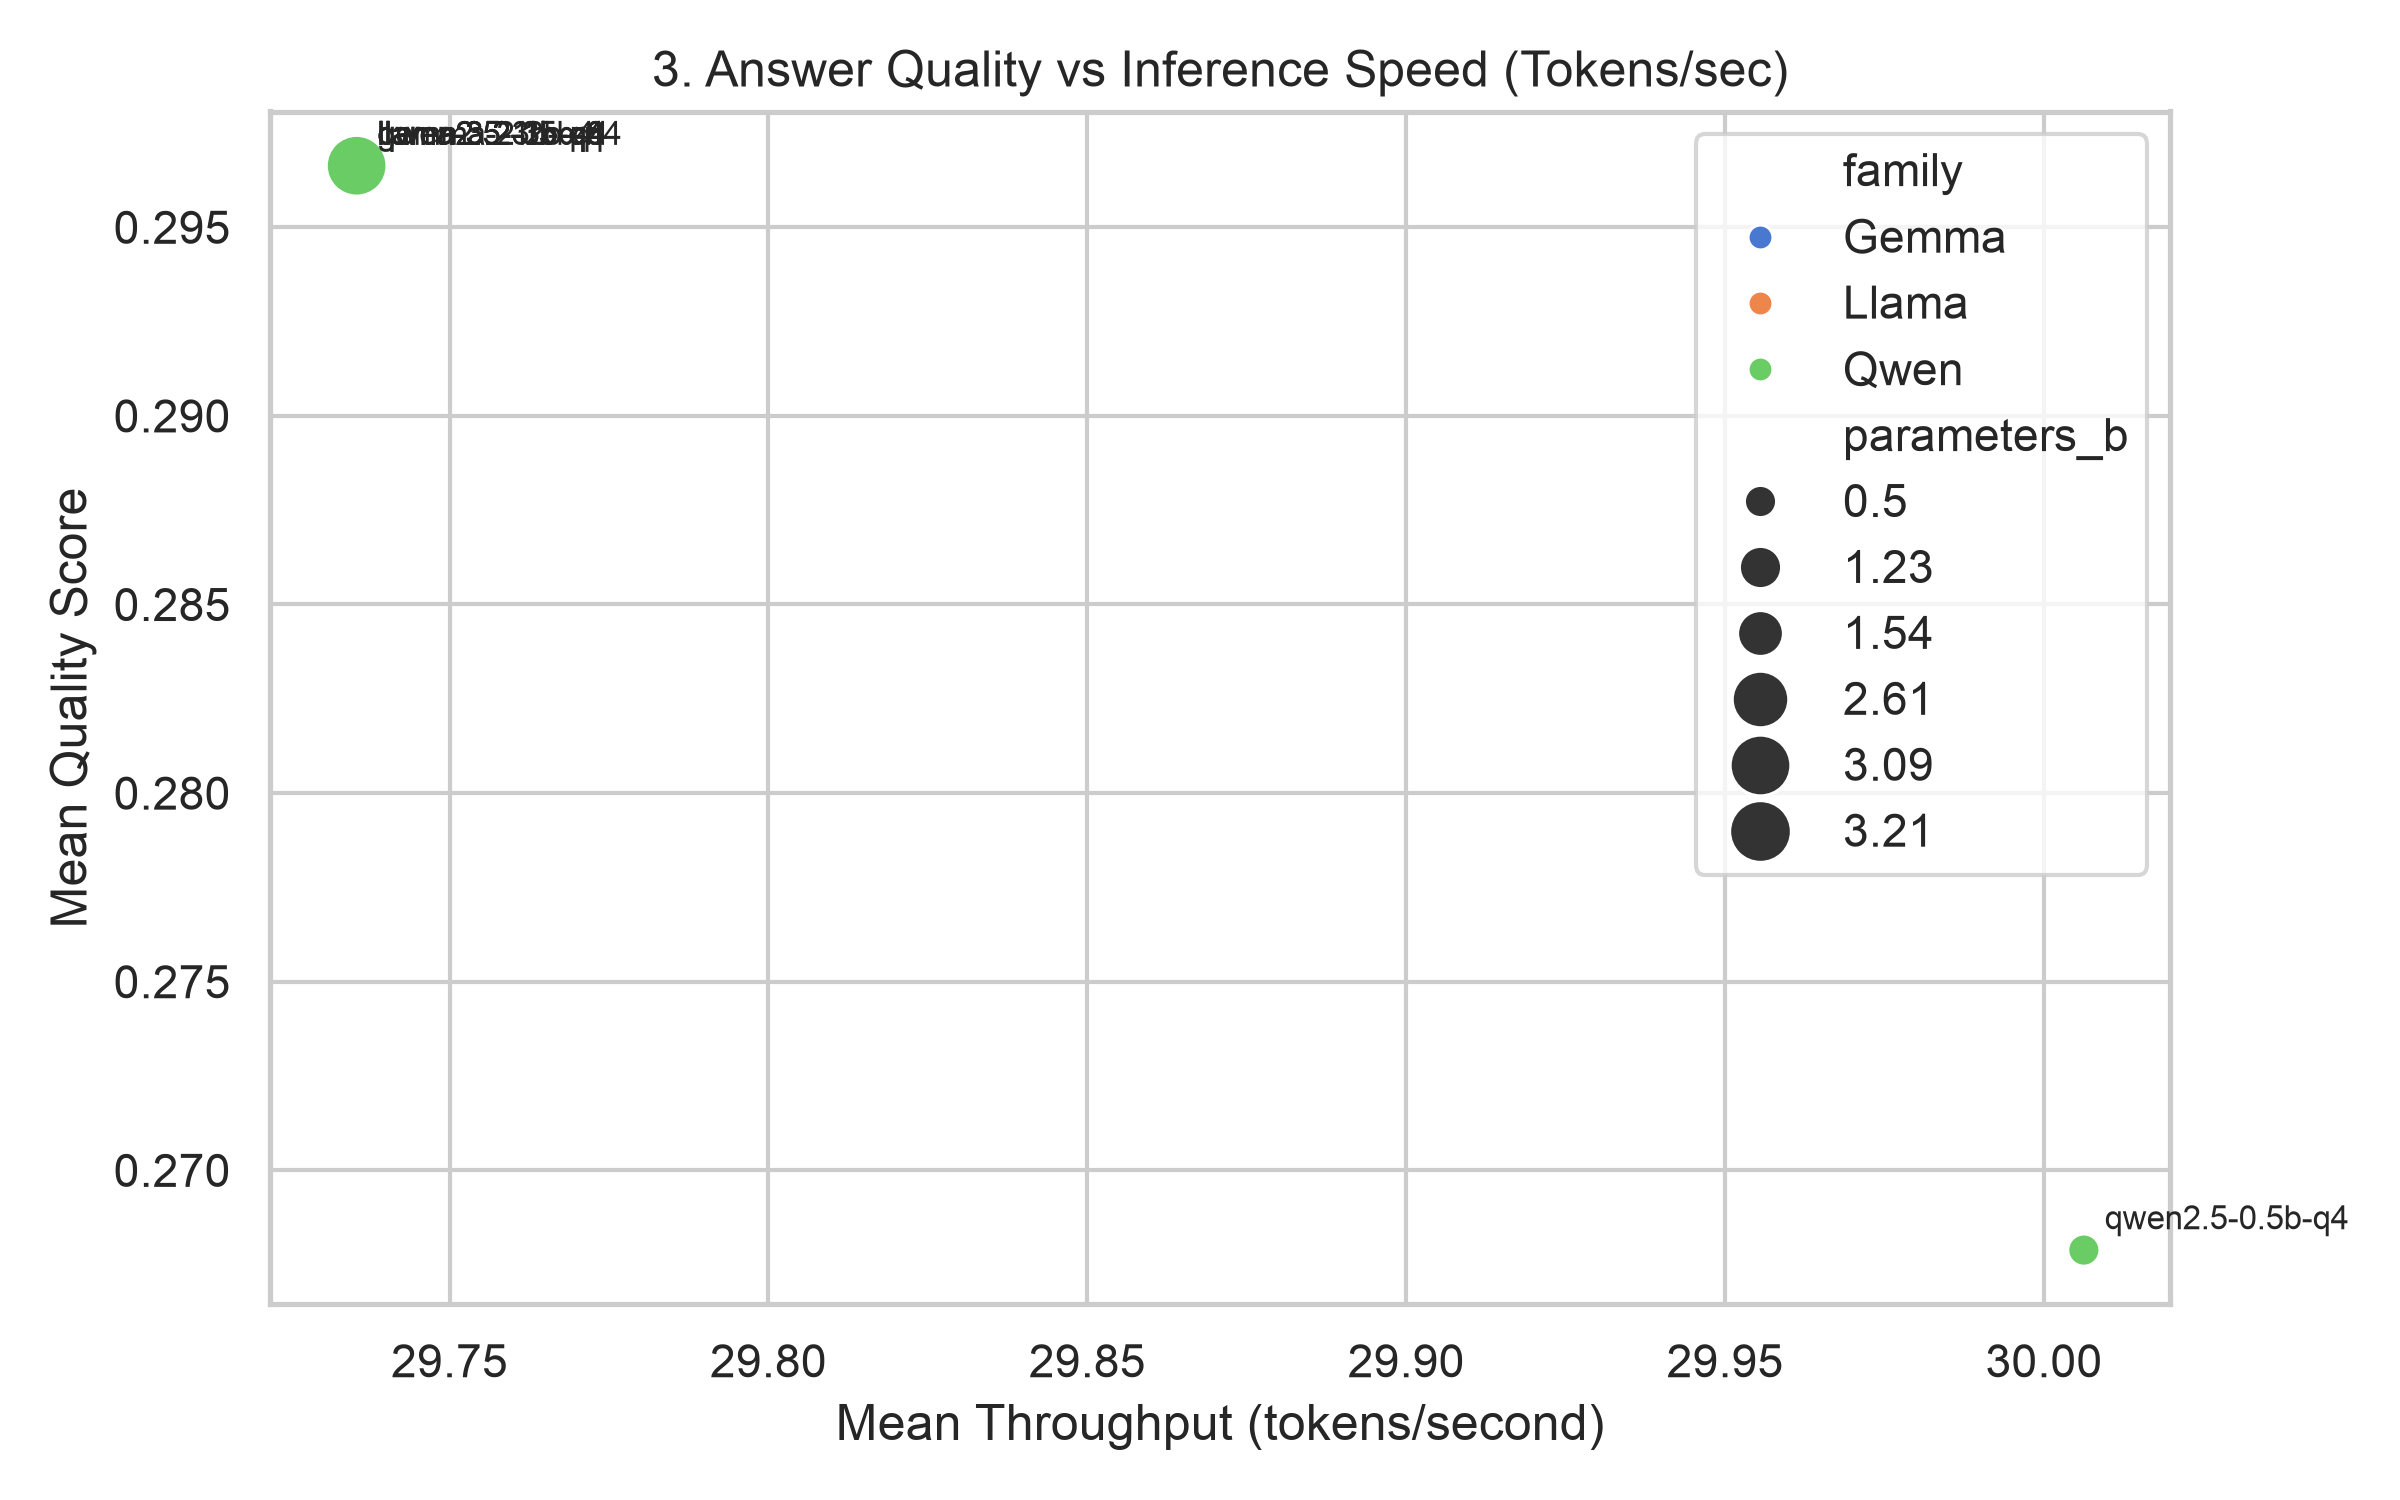 3. Answer Quality vs Inference Speed (Tokens/sec)
family
Gemma
Llama
Qwen
parameters_b
0.5
1.23
1.54
2.61
3.09
3.21
0.295
0.290
0.285
0.280
0.275
0.270
Mean Quality Score
qwen2.5-0.5b-q4
29.75
29.80
29.85
29.90
29.95
30.00
Mean Throughput (tokens/second)